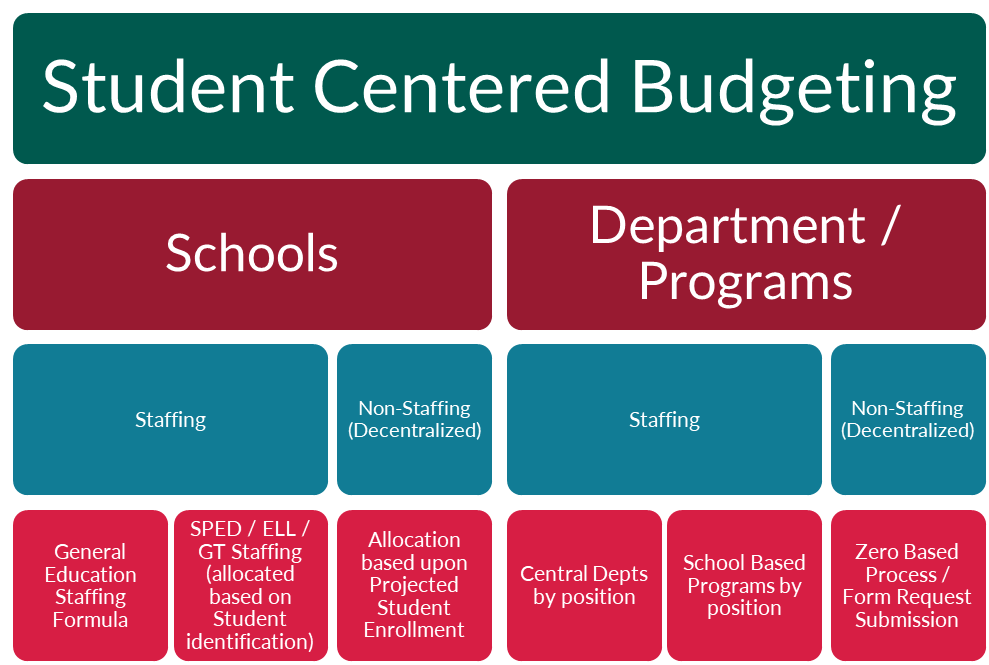 Student Centered Budgeting
Schools
Department /
Programs
Staffing
Non-Staffing
(Decentralized)
Staffing
Non-Staffing
(Decentralized)
General
Education
Staffing
Formula
SPED / ELL /
GT Staffing
(allocated
based on
Student
identification)
Allocation
based upon
Projected
Student
Enrollment
Central Depts
by position
School Based
Programs by
position
Zero Based
Process /
Form Request
Submission